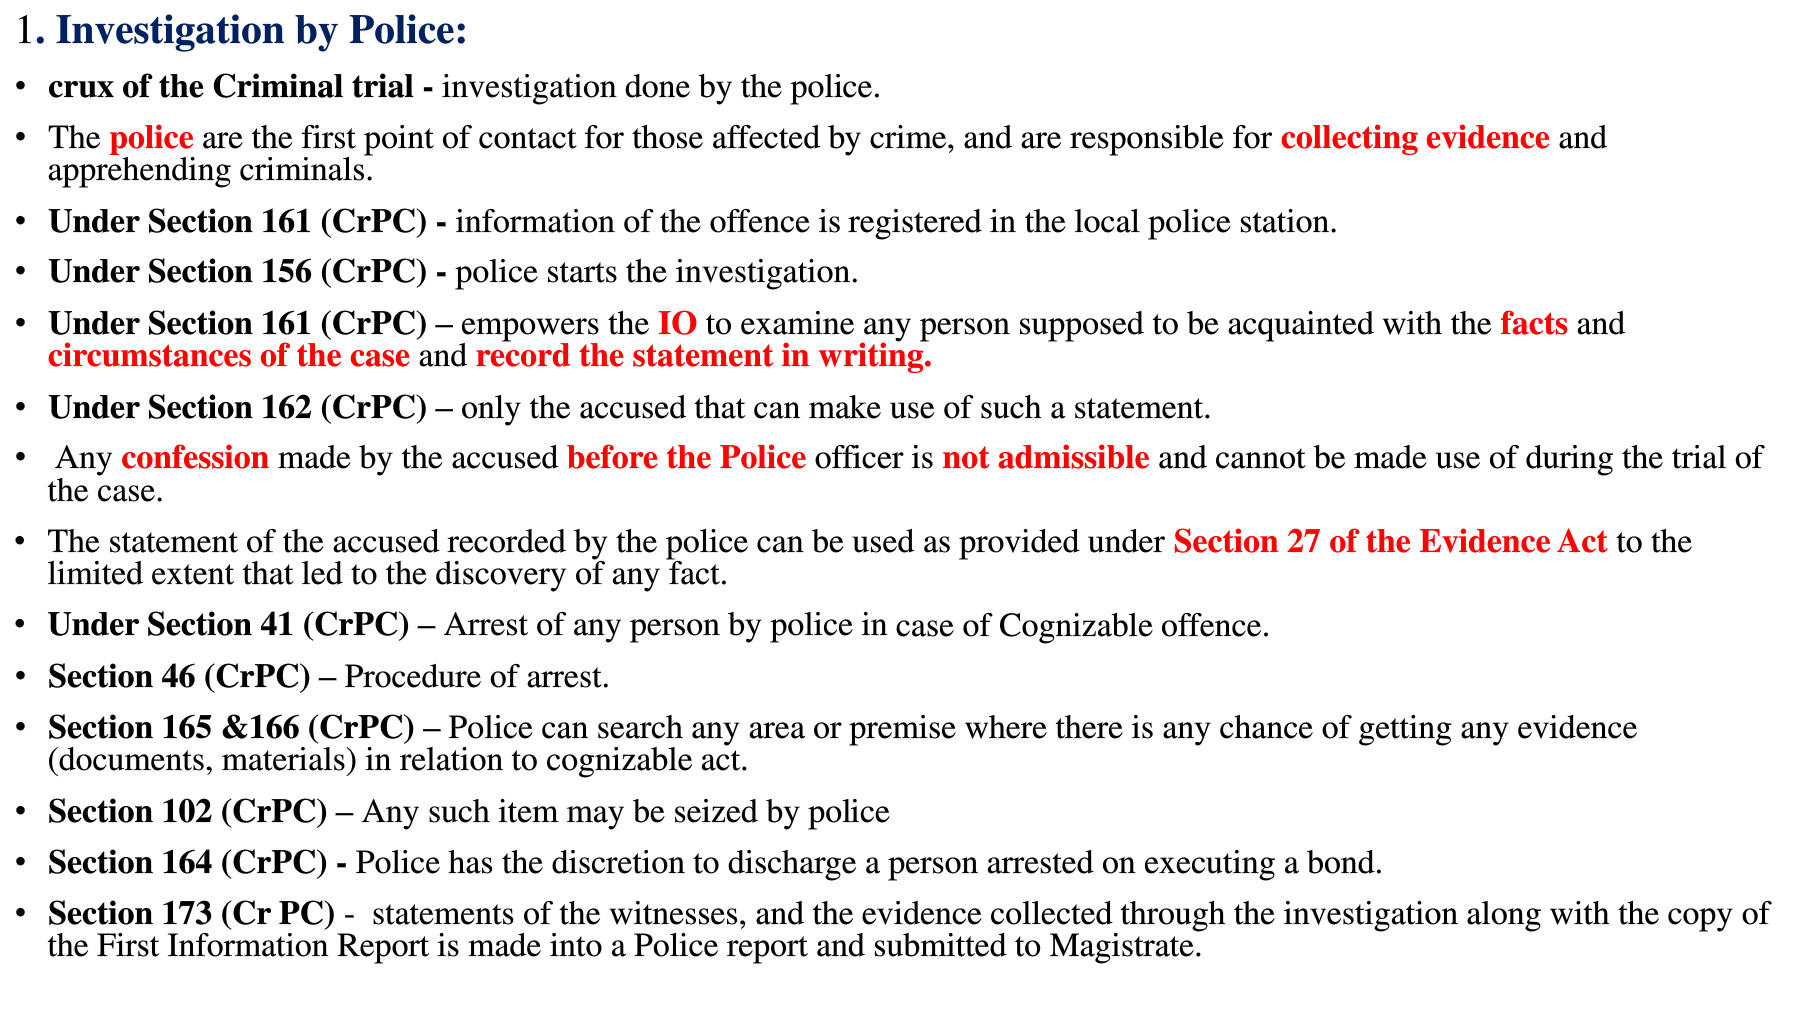 1. Investigation by Police:
• crux of the Criminal trial - investigation done by the police.
• The police are the first point of contact for those affected by crime, and are responsible for collecting evidence and
apprehending criminals.
• Under Section 161 (CrPC) - information of the offence is registered in the local police station.
• Under Section 156 (CrPC) - police starts the investigation.
• Under Section 161 (CrPC) – empowers the IO to examine any person supposed to be acquainted with the facts and
circumstances of the case and record the statement in writing.
• Under Section 162 (CrPC) – only the accused that can make use of such a statement.
• Any confession made by the accused before the Police officer is not admissible and cannot be made use of during the trial of
the case.
• The statement of the accused recorded by the police can be used as provided under Section 27 of the Evidence Act to the
limited extent that led to the discovery of any fact.
• Under Section 41 (CrPC) – Arrest of any person by police in case of Cognizable offence.
• Section 46 (CrPC) – Procedure of arrest.
• Section 165 &166 (CrPC) – Police can search any area or premise where there is any chance of getting any evidence
(documents, materials) in relation to cognizable act.
• Section 102 (CrPC) – Any such item may be seized by police
• Section 164 (CrPC) - Police has the discretion to discharge a person arrested on executing a bond.
• Section 173 (Cr PC) - statements of the witnesses, and the evidence collected through the investigation along with the copy of
the First Information Report is made into a Police report and submitted to Magistrate.